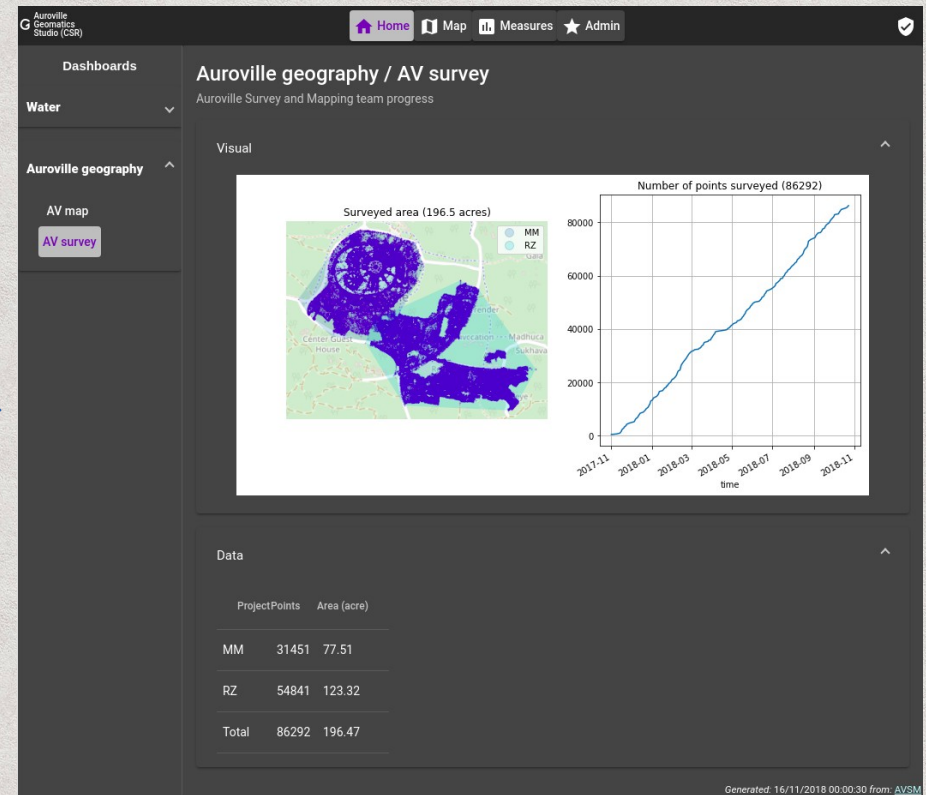 G Auroville
Geomatics
Studio (CSR)
Home Map Measures Admin
Dashboards
Water
Auroville geography
AV map
AV survey
Auroville geography / AV survey
Auroville Survey and Mapping team progress
Visual
Surveyed area (196.5 acres)
MM
RZ
Gaia
Center Guest
House
Madhuca
Sukhava
Number of points surveyed (86292)
80000
60000
40000
20000
0
2017-11 2018-01 2018-03 2018-05 2018-07 2018-09 2018-11
time
Data
ProjectPoints Area (acre)
MM 31451 77.51
RZ 54841 123.32
Total 86292 196.47
Generated: 16/11/2018 00:00:30 from: AVSM